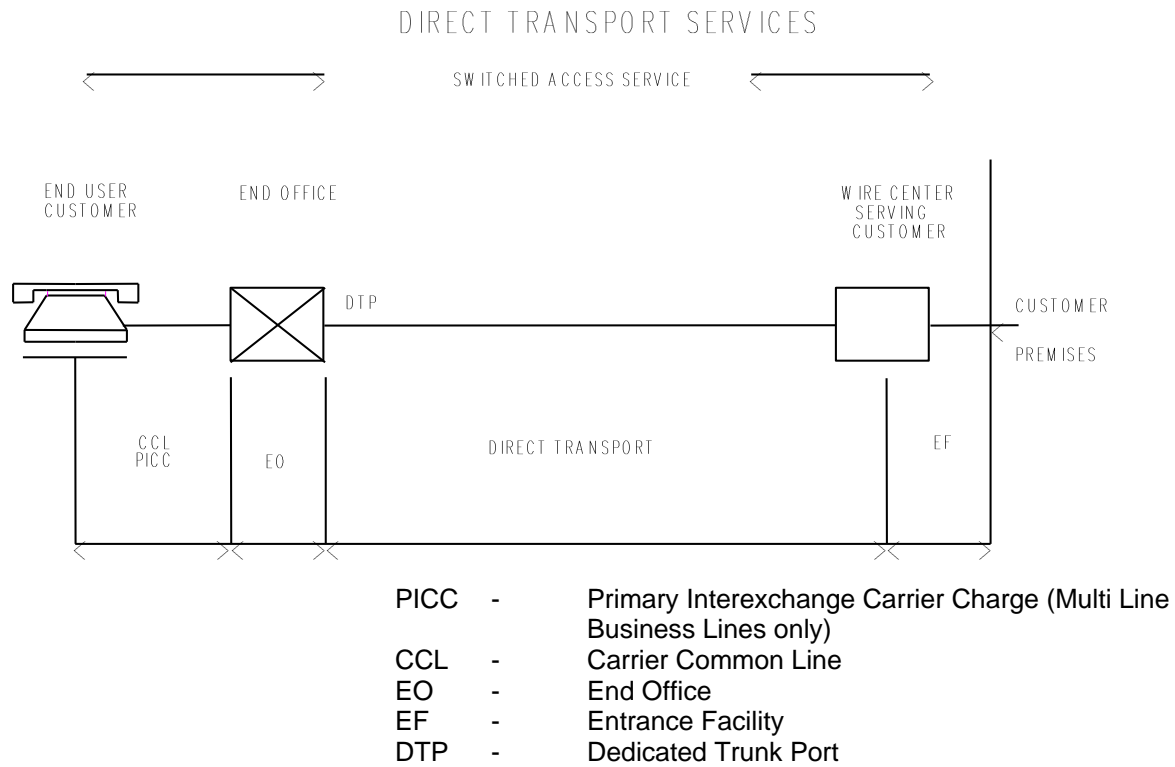 DIRECT TRANSPORT SERVICES
SWITCHED ACCESS SERVICE
END USER
CUSTOMER
END OFFICE
WIRE CENTER
SERVING
CUSTOMER
DTP
CUSTOMER
PREMISES
CCL
PICC
EO
DIRECT TRANSPORT
EF
PICC - Primary Interexchange Carrier Charge (Multi Line
Business Lines only)
CCL - Carrier Common Line
EO - End Office
EF - Entrance Facility
DTP - Dedicated Trunk Port